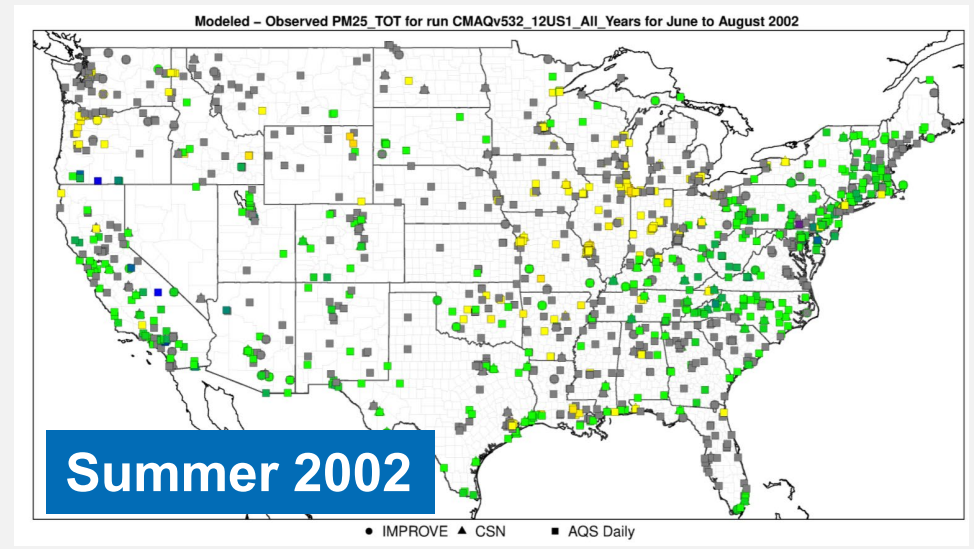 Modeled − Observed PM25_TOT for run CMAQv532_12US1_All_Years for June to August 2002
Summer 2002
● IMPROVE ▲ CSN ■ AQS Daily